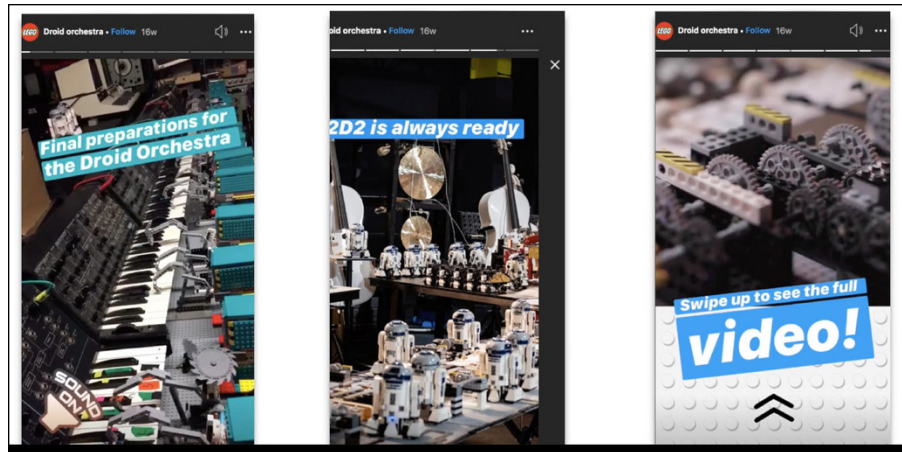 LEGO Droid orchestra • Follow 16w
Final preparations for
the Droid Orchestra
SOUND
ON
oid orchestra • Follow 16w
2D2 is always ready
LEGO Droid orchestra • Follow 16w
Swipe up to see the full
video!